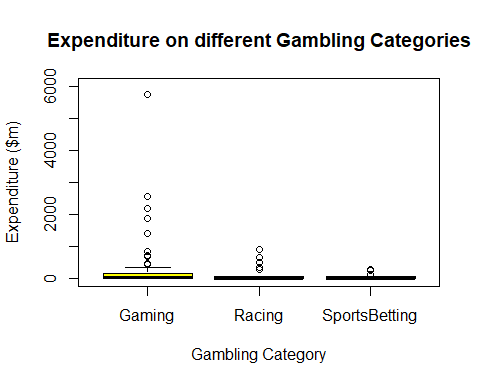 Expenditure on different Gambling Categories
Expenditure ($m)
6000
4000
2000
0
Gaming Racing SportsBetting
Gambling Category